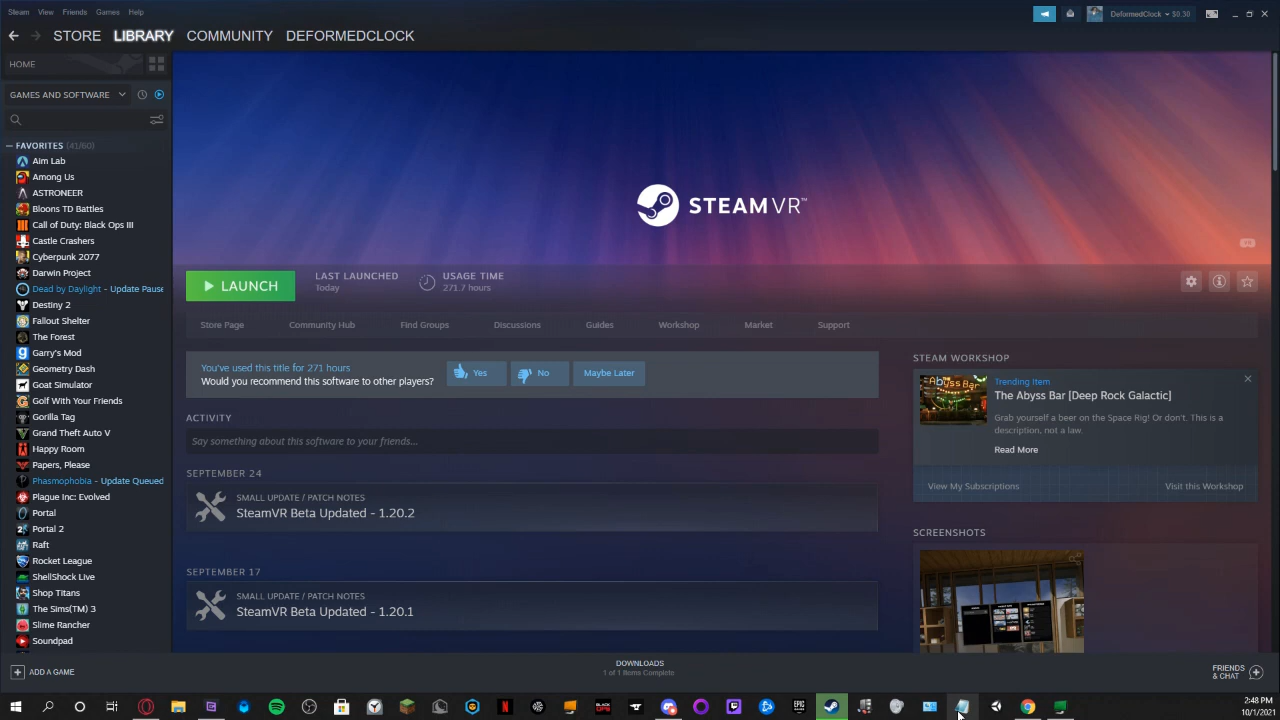 Steam View Friends Games Help
DeformedClock $0.30
STORE LIBRARY COMMUNITY DEFORMEDCLOCK
HOME
GAMES AND SOFTWARE
FAVORITES (41/60)
Aim Lab
Among Us
ASTRONEER
Bloons TD Battles
Call of Duty: Black Ops III
Castle Crashers
Cyberpunk 2077
Darwin Project
Dead by Daylight - Update Pause
Destiny 2
Fallout Shelter
The Forest
Garry's Mod
Geometry Dash
Goat Simulator
Golf With Your Friends
Gorilla Tag
Grand Theft Auto V
Happy Room
Papers, Please
Phasmophobia - Update Queued
Plague Inc: Evolved
Portal
Portal 2
Raft
Rocket League
ShellShock Live
Shop Titans
The Sims(TM) 3
Slime Rancher
Soundpad
ADD A GAME
STEAMVR™
LAUNCH
LAST LAUNCHED
Today
USAGE TIME
271.7 hours
Store Page Community Hub Find Groups Discussions Guides Workshop Market Support
You've used this title for 271 hours
Would you recommend this software to other players?
Yes No Maybe Later
ACTIVITY
Say something about this software to your friends...
SEPTEMBER 24
SMALL UPDATE / PATCH NOTES
SteamVR Beta Updated - 1.20.2
SEPTEMBER 17
SMALL UPDATE / PATCH NOTES
SteamVR Beta Updated - 1.20.1
STEAM WORKSHOP
Abyss Bar
Trending Item
The Abyss Bar [Deep Rock Galactic]
Grab yourself a beer on the Space Rig! Or don't. This is a
description, not a law.
Read More
View My Subscriptions Visit this Workshop
SCREENSHOTS
DOWNLOADS
1 of 1 Items Complete
FRIENDS
& CHAT
2:48 PM
10/1/2021